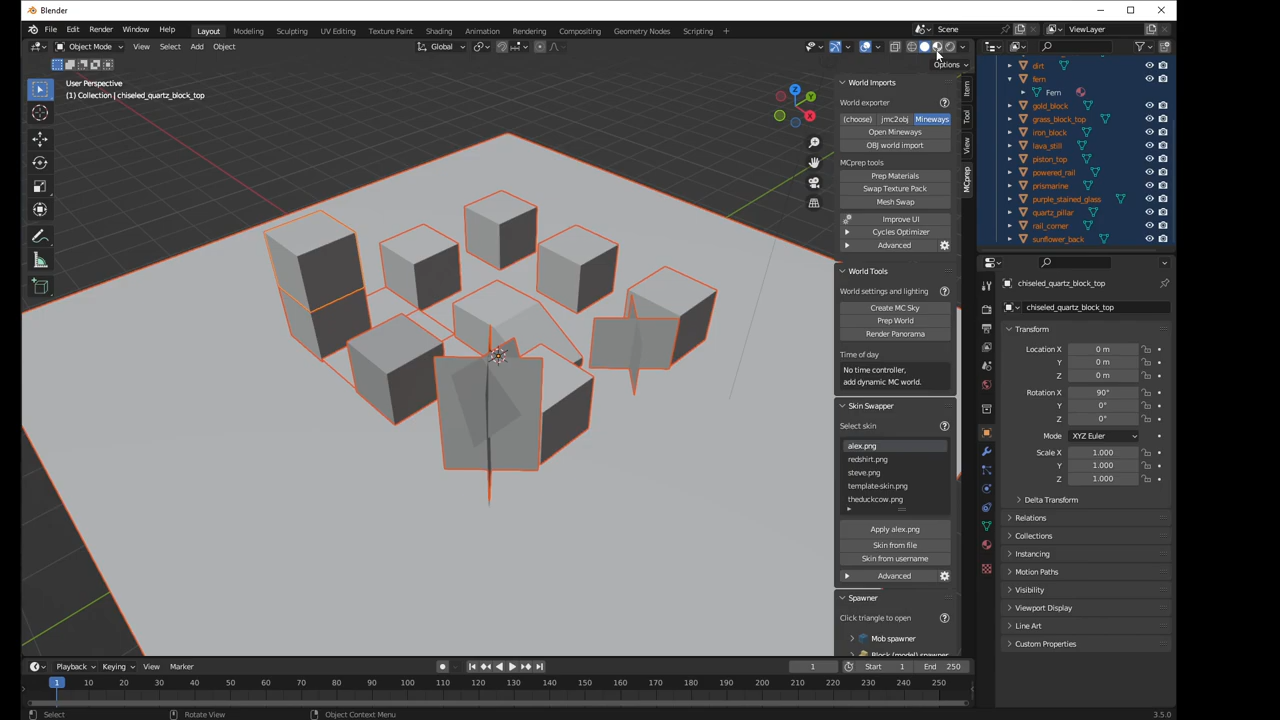 Blender
File Edit Render Window Help Layout Modeling Sculpting UV Editing Texture Paint Shading Animation Rendering Compositing Geometry Nodes Scripting + Scene ViewLayer
Object Mode View Select Add Object Global
Options
User Perspective
(1) Collection | chiseled_quartz_block_top
Z
Y
X
World Imports
World exporter
(choose) jmc2obj Mineways
Open Mineways
OBJ world import
MCprep tools
Prep Materials
Swap Texture Pack
Mesh Swap
Improve UI
Cycles Optimizer
Advanced
World Tools
World settings and lighting
Create MC Sky
Prep World
Render Panorama
Time of day
No time controller,
add dynamic MC world.
Skin Swapper
Select skin
alex.png
redshirt.png
steve.png
template-skin.png
theduckcow.png
Apply alex.png
Skin from file
Skin from username
Advanced
Spawner
Click triangle to open
Mob spawner
Block (model) spawner
Item
Tool
View
MCprep
dirt
fern
Fern
gold_block
grass_block_top
iron_block
lava_still
piston_top
powered_rail
prismarine
purple_stained_glass
quartz_pillar
rail_corner
sunflower_back
chiseled_quartz_block_top
chiseled_quartz_block_top
Transform
Location X 0 m
Y 0 m
Z 0 m
Rotation X 90°
Y 0°
Z 0°
Mode XYZ Euler
Scale X 1.000
Y 1.000
Z 1.000
Delta Transform
Relations
Collections
Instancing
Motion Paths
Visibility
Viewport Display
Line Art
Custom Properties
Playback Keying View Marker 1 Start 1 End 250
1 10 20 30 40 50 60 70 80 90 100 110 120 130 140 150 160 170 180 190 200 210 220 230 240 250
Select Rotate View Object Context Menu 3.5.0